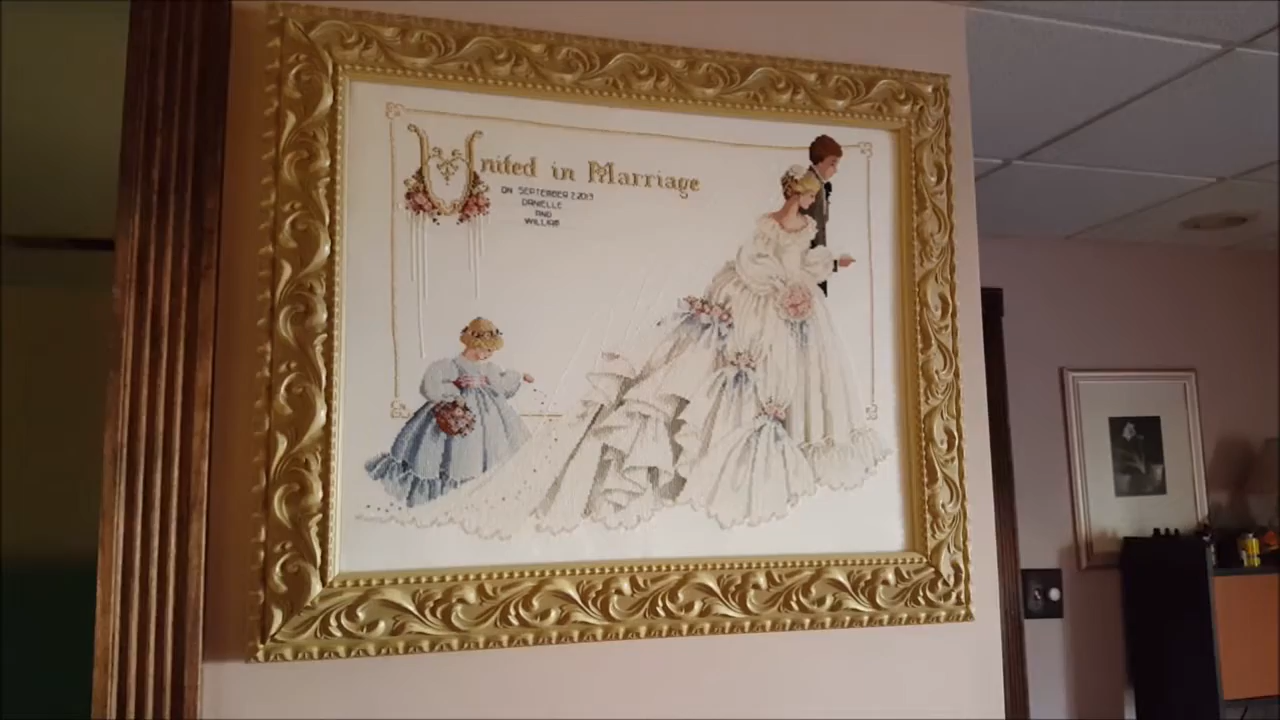 United in Marriage
ON SEPTEMBER 7.2013
DANIELLE
AND
WILLIAM